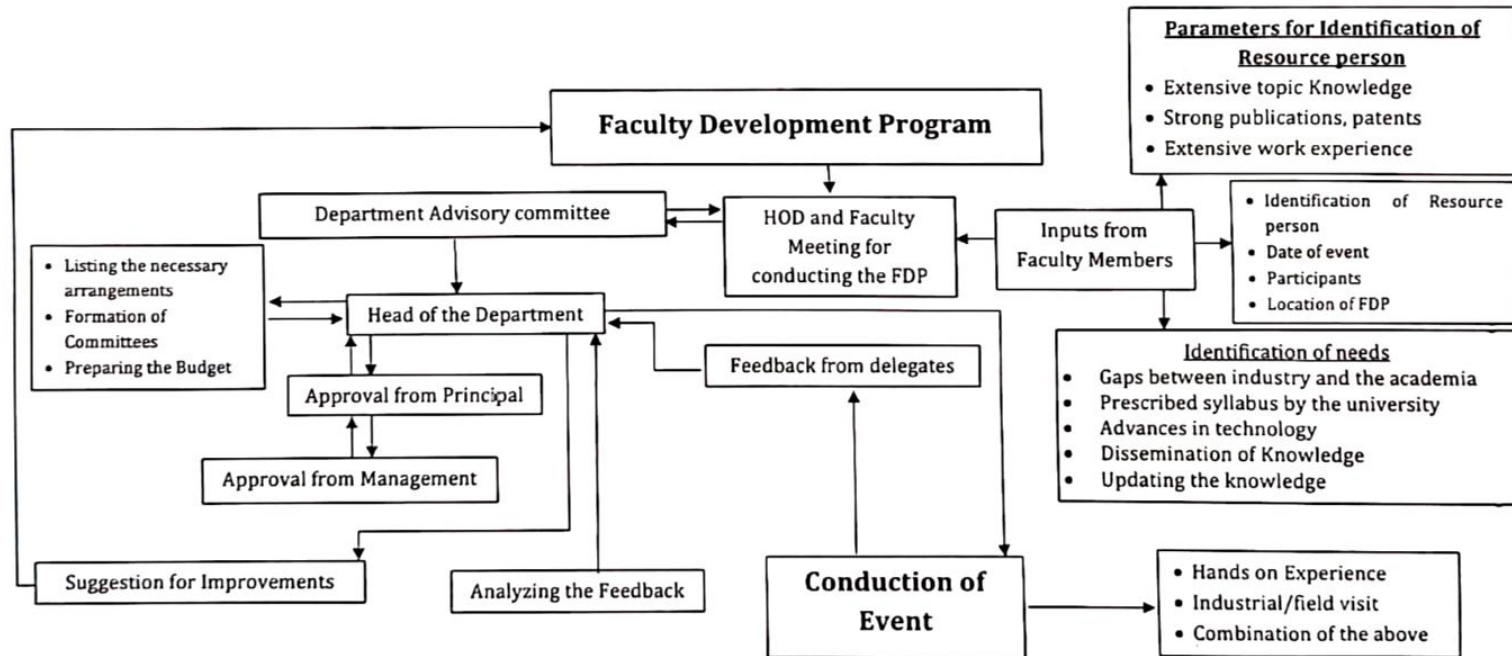 Parameters for Identification of
Resource person
• Extensive topic Knowledge
• Strong publications, patents
• Extensive work experience
Faculty Development Program
Department Advisory committee
HOD and Faculty
Meeting for
conducting the FDP
Inputs from
Faculty Members
• Identification of Resource
person
• Date of event
• Participants
• Location of FDP
• Listing the necessary
arrangements
• Formation of
Committees
• Preparing the Budget
Head of the Department
Feedback from delegates
Approval from Principal
Approval from Management
Identification of needs
• Gaps between industry and the academia
• Prescribed syllabus by the university
• Advances in technology
• Dissemination of Knowledge
• Updating the knowledge
Suggestion for Improvements
Analyzing the Feedback
Conduction of
Event
• Hands on Experience
• Industrial/field visit
• Combination of the above